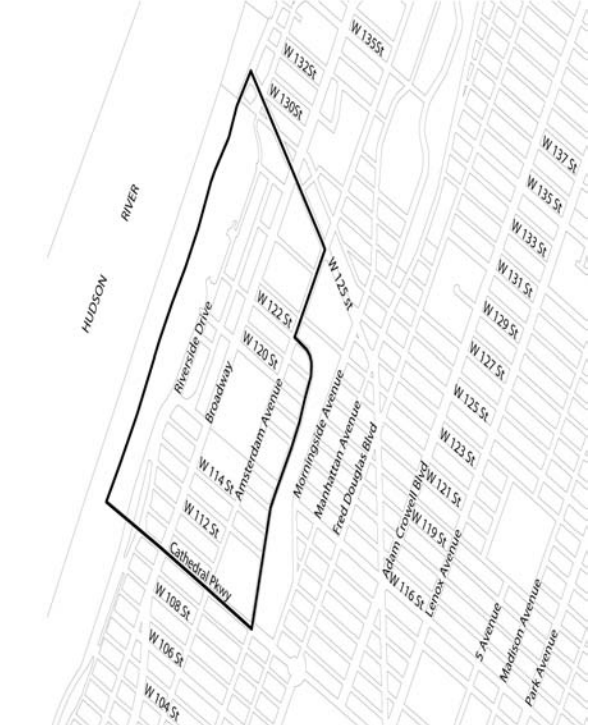 W 135St
W 132St
W 130St
W 137 St
W 135 St
W 133 St
W 131 St
W 129 St
W 127 St
W 125 St
W 123 St
W 121 St
W 119 St
W 116 St
HUDSON
RIVER
W 125 st
W 122 St
W 120 St
Riverside Drive
Broadway
Amsterdam Avenue
Morningside Avenue
Manhattan Avenue
Fred Douglas Blvd
Adam Crowell Blvd
Lenox Avenue
S Avenue
Madison Avenue
Park Avenue
W 114 St
W 112 St
Cathedral Pkwy
W 108 St
W 106 St
W 104 St